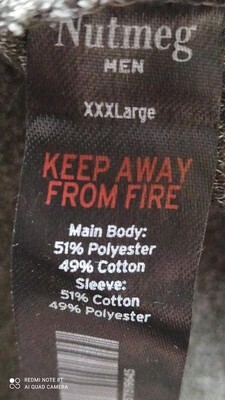 Nutmeg
MEN
XXXLarge
KEEP AWAY
FROM FIRE
Main Body:
51% Polyester
49% Cotton
Sleeve:
51% Cotton
49% Polyester
REDMI NOTE 8T
AI QUAD CAMERA